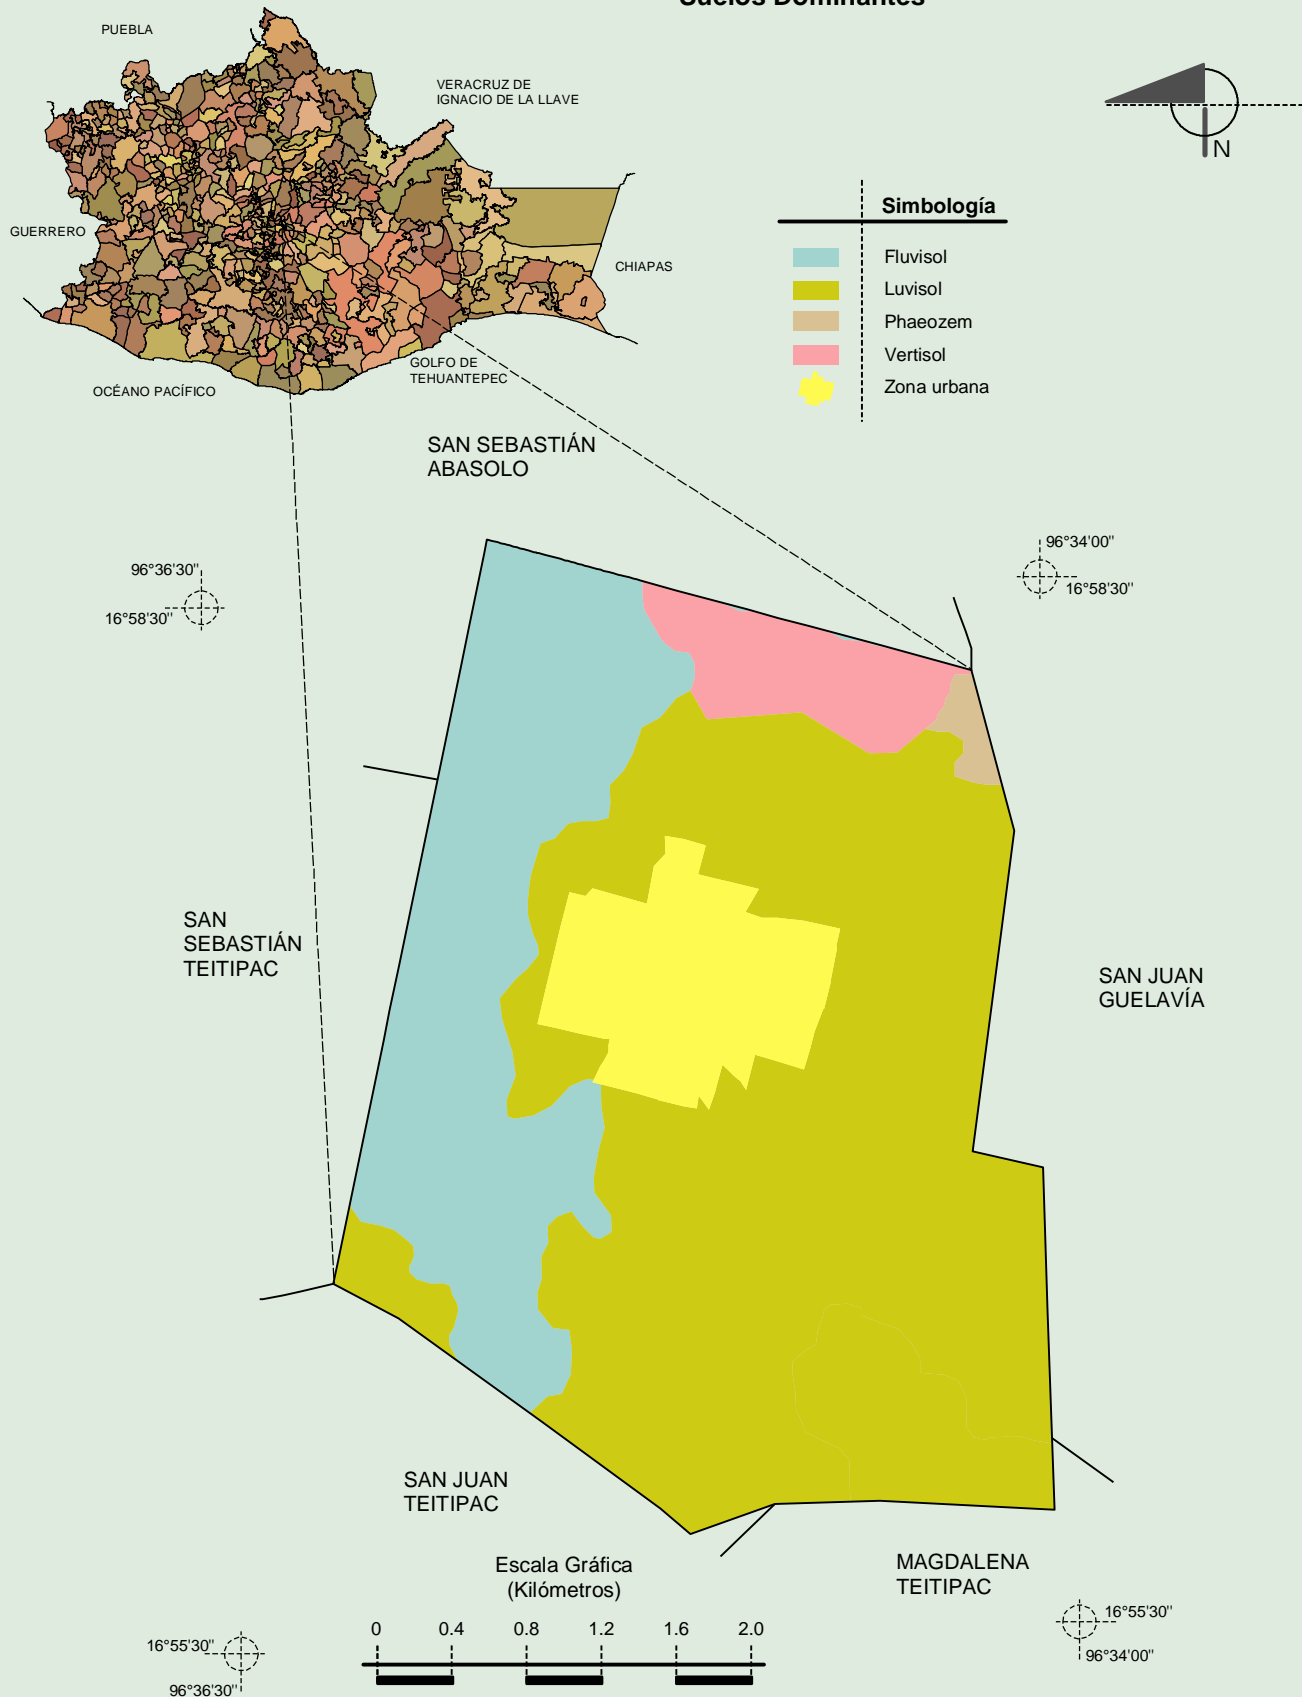 Suelos Dominantes
PUEBLA
VERACRUZ DE
IGNACIO DE LA LLAVE
GUERRERO
CHIAPAS
GOLFO DE
TEHUANTEPEC
OCÉANO PACÍFICO
N
Simbología
Fluvisol
Luvisol
Phaeozem
Vertisol
Zona urbana
SAN SEBASTIÁN
ABASOLO
96°36'30"
16°58'30"
96°34'00"
16°58'30"
SAN
SEBASTIÁN
TEITIPAC
SAN JUAN
GUELAVÍA
SAN JUAN
TEITIPAC
MAGDALENA
TEITIPAC
Escala Gráfica
(Kilómetros)
0 0.4 0.8 1.2 1.6 2.0
16°55'30"
96°36'30"
16°55'30"
96°34'00"